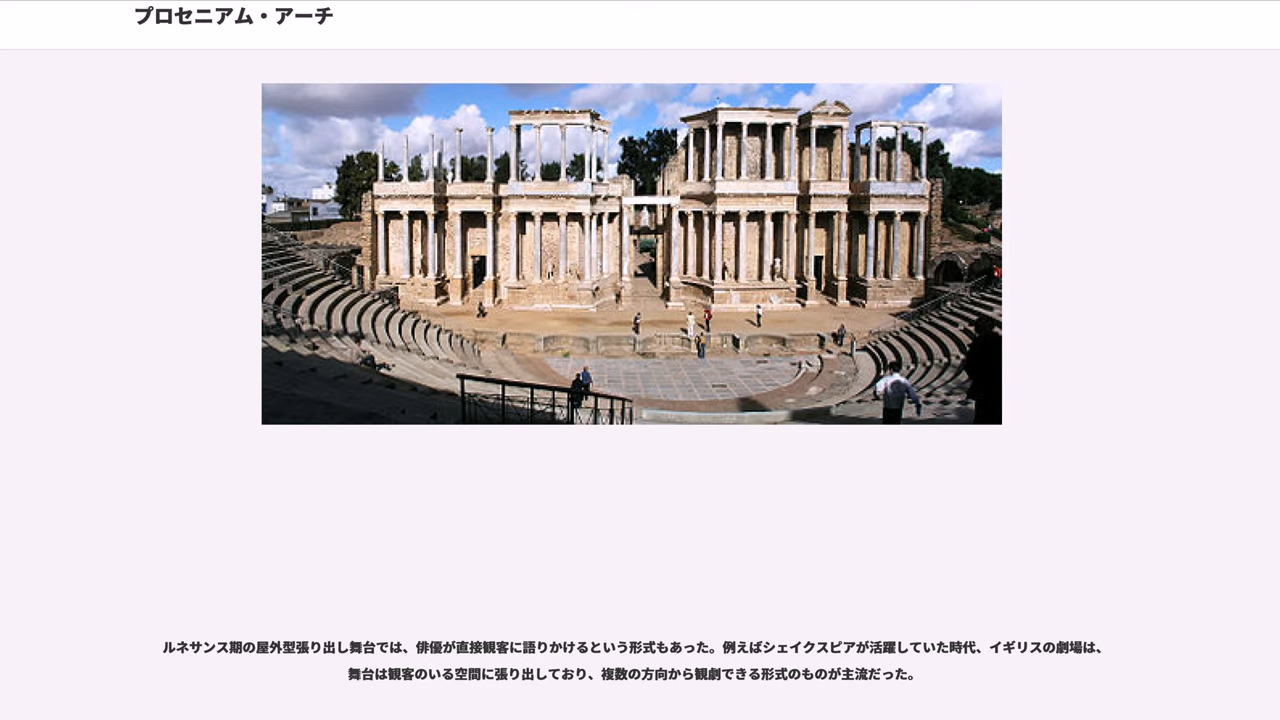 プロセニアム・アーチ
ルネサンス期の屋外型張り出し舞台では、俳優が直接観客に語りかけるという形式もあった。例えばシェイクスピアが活躍していた時代、イギリスの劇場は、
舞台は観客のいる空間に張り出しており、複数の方向から観劇できる形式のものが主流だった。